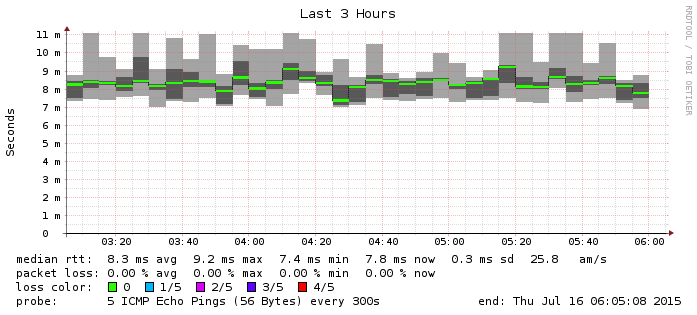 Last 3 Hours
RRDTOOL / TOBI OETIKER
Seconds
11 m
10 m
9 m
8 m
7 m
6 m
5 m
4 m
3 m
2 m
1 m
0
03:20 03:40 04:00 04:20 04:40 05:00 05:20 05:40 06:00
median rtt: 8.3 ms avg 9.2 ms max 7.4 ms min 7.8 ms now 0.3 ms sd 25.8 am/s
packet loss: 0.00 % avg 0.00 % max 0.00 % min 0.00 % now
loss color: 0 1/5 2/5 3/5 4/5
probe: 5 ICMP Echo Pings (56 Bytes) every 300s end: Thu Jul 16 06:05:08 2015